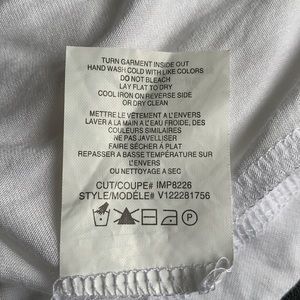 TURN GARMENT INSIDE OUT
HAND WASH COLD WITH LIKE COLORS
DO NOT BLEACH
LAY FLAT TO DRY
COOL IRON ON REVERSE SIDE
OR DRY CLEAN
METTRE LE VÊTEMENT A L'ENVERS
LAVER A LA MAIN A L'EAU FROIDE, DES
COULEURS SIMILAIRES
NE PAS JAVELLISER
FAIRE SÉCHER A PLAT
REPASSER A BASSE TEMPÉRATURE SUR
L'ENVERS
OU NETTOYAGE A SEC
CUT/COUPE# IMP8226
STYLE/MODÈLE# V122281756
P